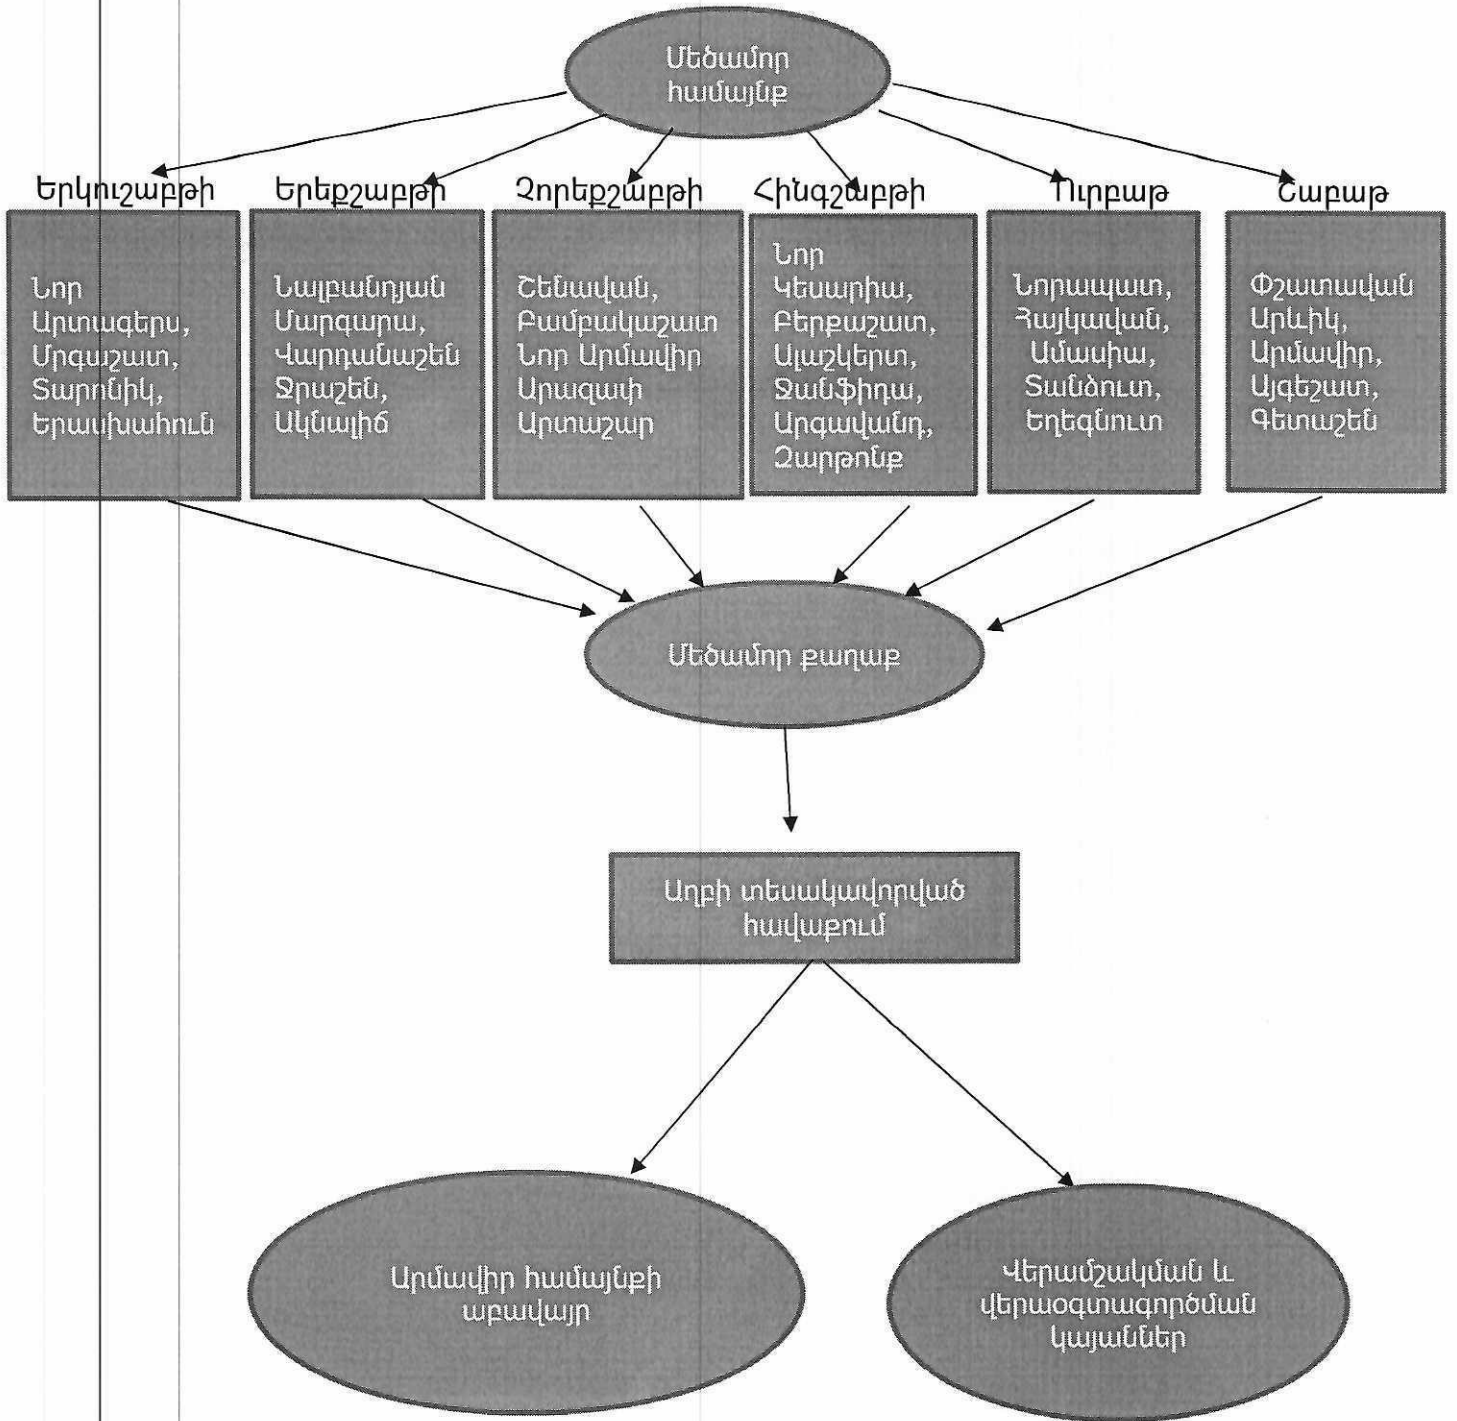 Մեծամոր
համայնք
Երկուշաբթի
Երեքշաբթի
Չորեքշաբթի
Հինգշաբթի
Ուրբաթ
Շաբաթ
Նոր
Արտագերս,
Մրգաշատ,
Տարոնիկ,
Երասխահուն
Նալբանդյան
Մարգարա,
Վարդանաշեն
Ջրաշեն,
Ակնալիճ
Շենավան,
Բամբակաշատ
Նոր Արմավիր
Արազափ
Արտաշար
Նոր
Կեսարիա,
Բերքաշատ,
Ալաշկերտ,
Ջանֆիդա,
Արգավանդ,
Զարթոնք
Նորապատ,
Հայկավան,
Ամասիա,
Տանձուտ,
Եղեգնուտ
Փշատավան
Արևիկ,
Արմավիր,
Այգեշատ,
Գետաշեն
Մեծամոր քաղաք
Աղբի տեսակավորված
հավաքում
Արմավիր համայնքի
աբավայր
Վերամշակման և
վերաօգտագործման
կայաններ